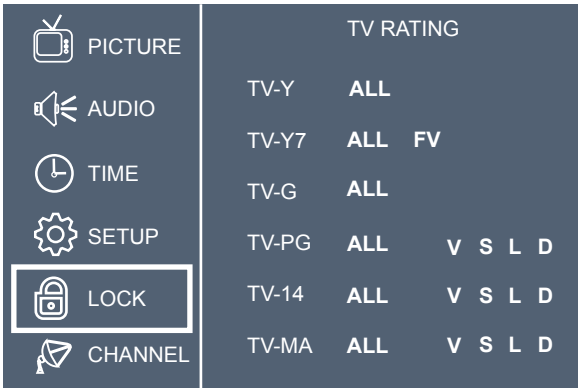 PICTURE
AUDIO
TIME
SETUP
LOCK
CHANNEL
TV RATING
TV-Y ALL
TV-Y7 ALL FV
TV-G ALL
TV-PG ALL V S L D
TV-14 ALL V S L D
TV-MA ALL V S L D